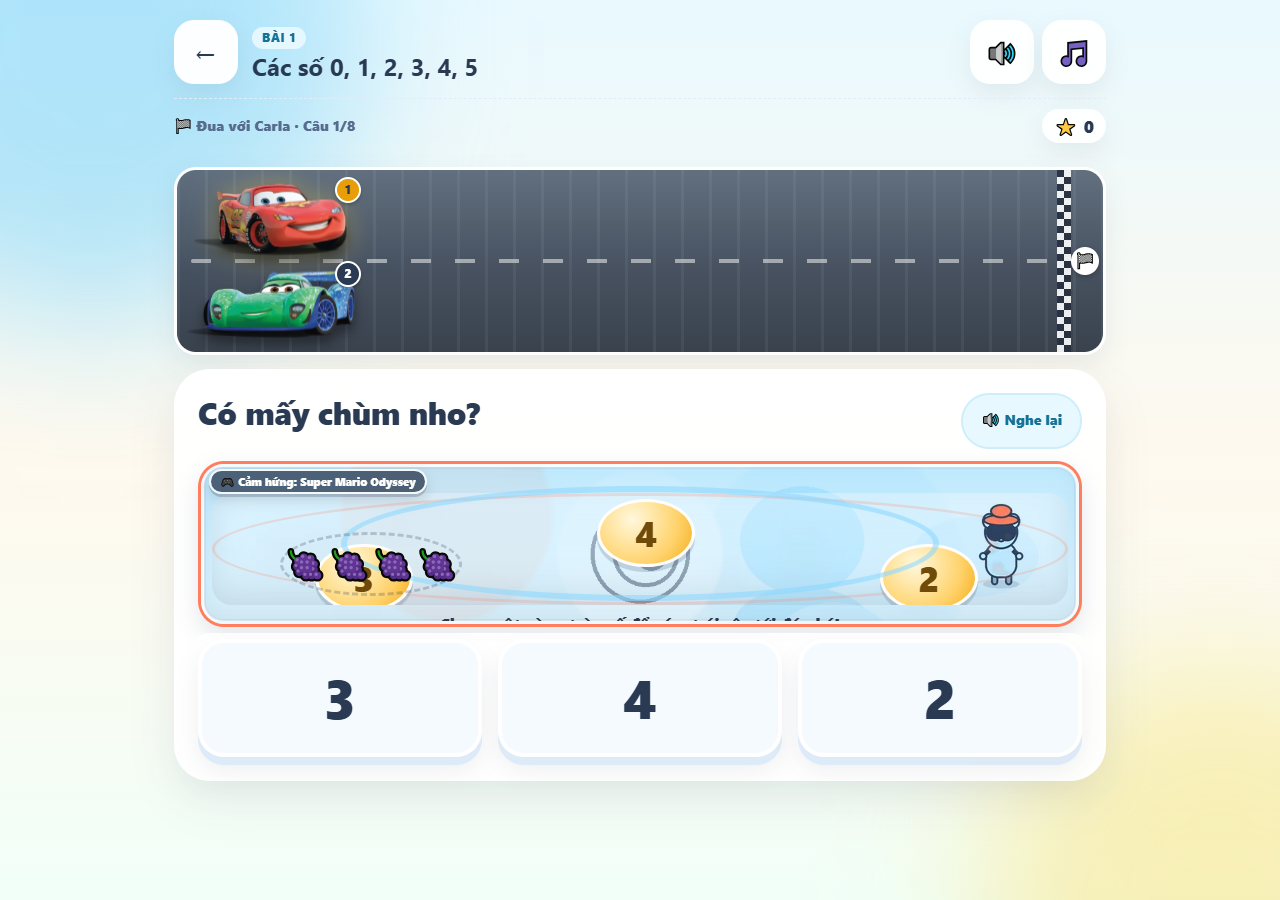 ←
BÀI 1
Các số 0, 1, 2, 3, 4, 5
Đua với Carla · Câu 1/8
0
1
2
Có mấy chùm nho?
Nghe lại
Cảm hứng: Super Mario Odyssey
4
3
2
3
4
2